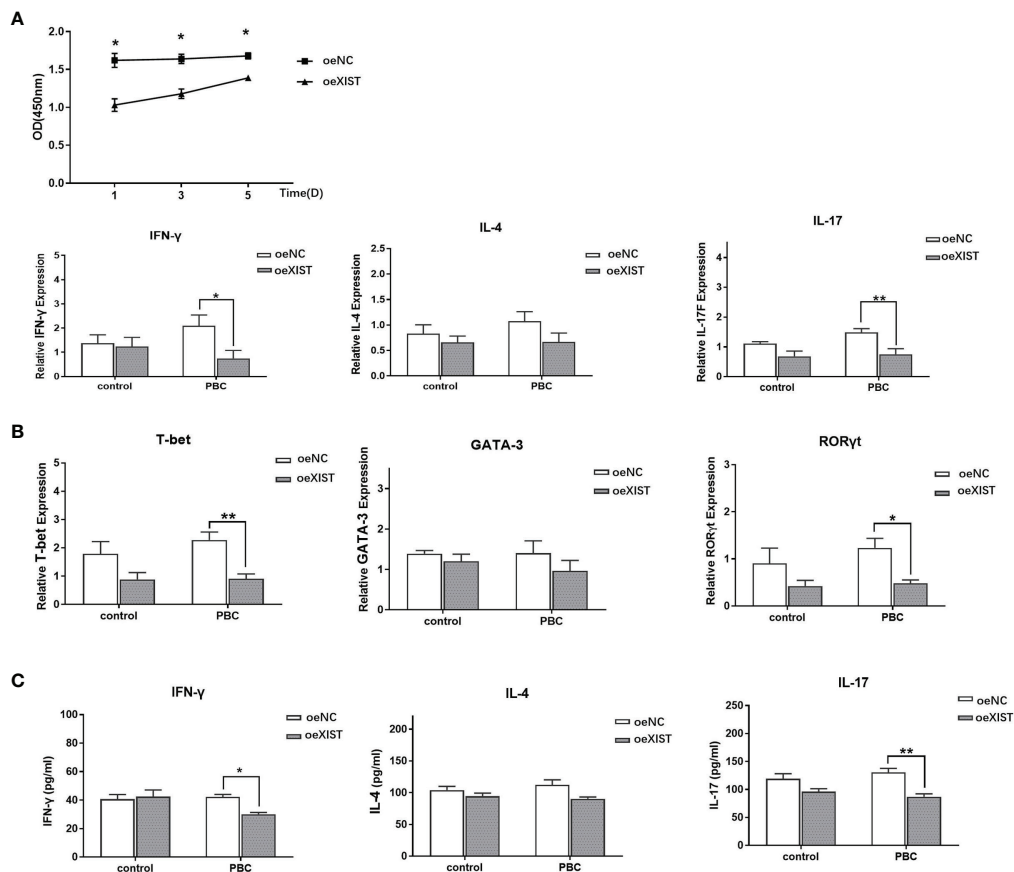 A
OD(450nm)
2.0
1.5
1.0
0.5
0.0
* * *
1 3 5 Time(D)
oeNC
oeXIST
IFN-γ
Relative IFN-γ Expression
5
4
3
2
1
0
*
control PBC
oeNC
oeXIST
IL-4
Relative IL-4 Expression
2.5
2.0
1.5
1.0
0.5
0.0
control PBC
oeNC
oeXIST
IL-17
Relative IL-17F Expression
4
3
2
1
0
**
control PBC
oeNC
oeXIST
B
T-bet
Relative T-bet Expression
5
4
3
2
1
0
**
control PBC
oeNC
oeXIST
GATA-3
Relative GATA-3 Expression
3
2
1
0
control PBC
oeNC
oeXIST
RORγt
Relative RORγt Expression
3
2
1
0
*
control PBC
oeNC
oeXIST
C
IFN-γ
IFN-γ (pg/ml)
100
80
60
40
20
0
*
control PBC
oeNC
oeXIST
IL-4
IL-4 (pg/ml)
200
150
100
50
0
control PBC
oeNC
oeXIST
IL-17
IL-17 (pg/ml)
250
200
150
100
50
0
**
control PBC
oeNC
oeXIST